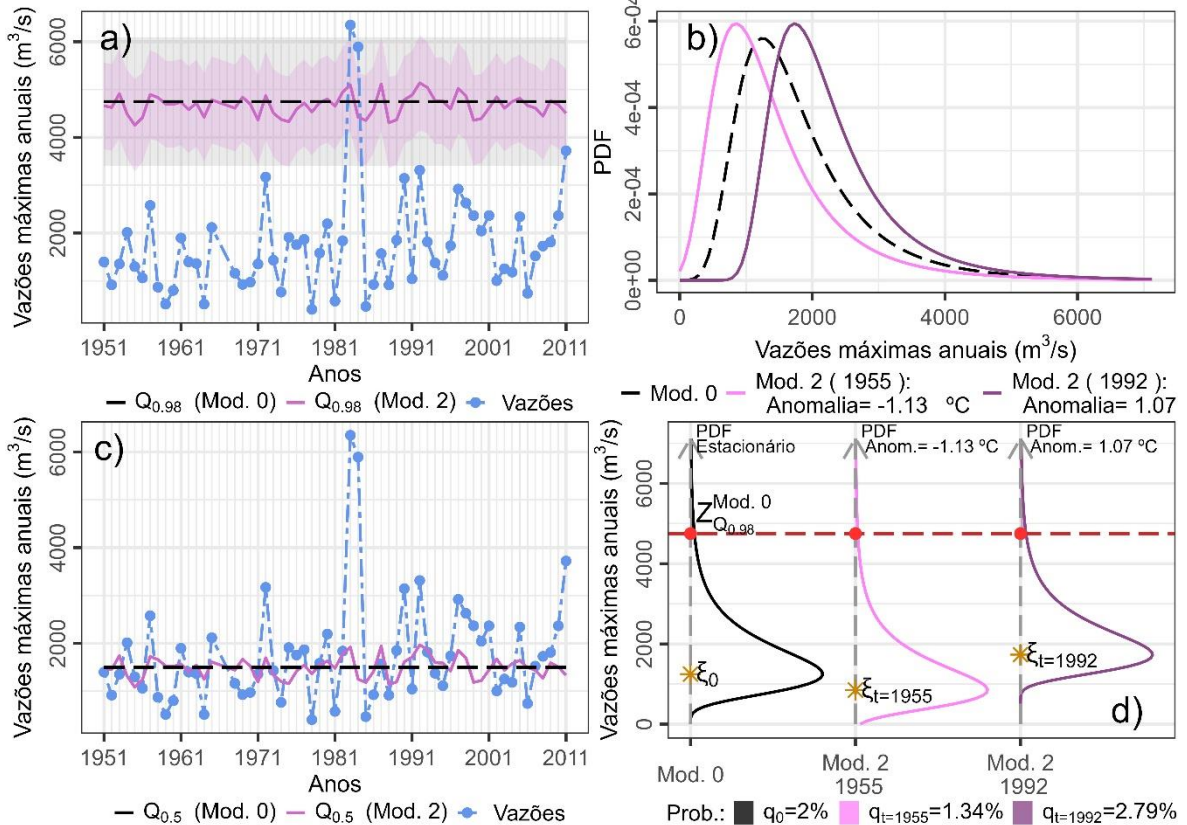 a)
Vazões máximas anuais (m³/s)
6000
4000
2000
1951 1961 1971 1981 1991 2001 2011
Anos
Q0.98 (Mod. 0) Q0.98 (Mod. 2) Vazões
b)
PDF
6e-04
4e-04
2e-04
0e+00
0 2000 4000 6000
Vazões máximas anuais (m³/s)
Mod. 0 Mod. 2 ( 1955 ): Mod. 2 ( 1992 ):
Anomalia= -1.13 ºC Anomalia= 1.07
c)
Vazões máximas anuais (m³/s)
6000
4000
2000
0
1951 1961 1971 1981 1991 2001 2011
Anos
Q0.5 (Mod. 0) Q0.5 (Mod. 2) Vazões
Vazões máximas anuais (m³/s)
6000
4000
2000
0
PDF
Estacionário
PDF
Anom.= -1.13 ºC
PDF
Anom.= 1.07 ºC
Z Mod. 0 Q0.98
ξ0
ξt=1955
ξt=1992
d)
Mod. 0
Mod. 2
1955
Mod. 2
1992
Prob.: q0=2% qt=1955=1.34% qt=1992=2.79%